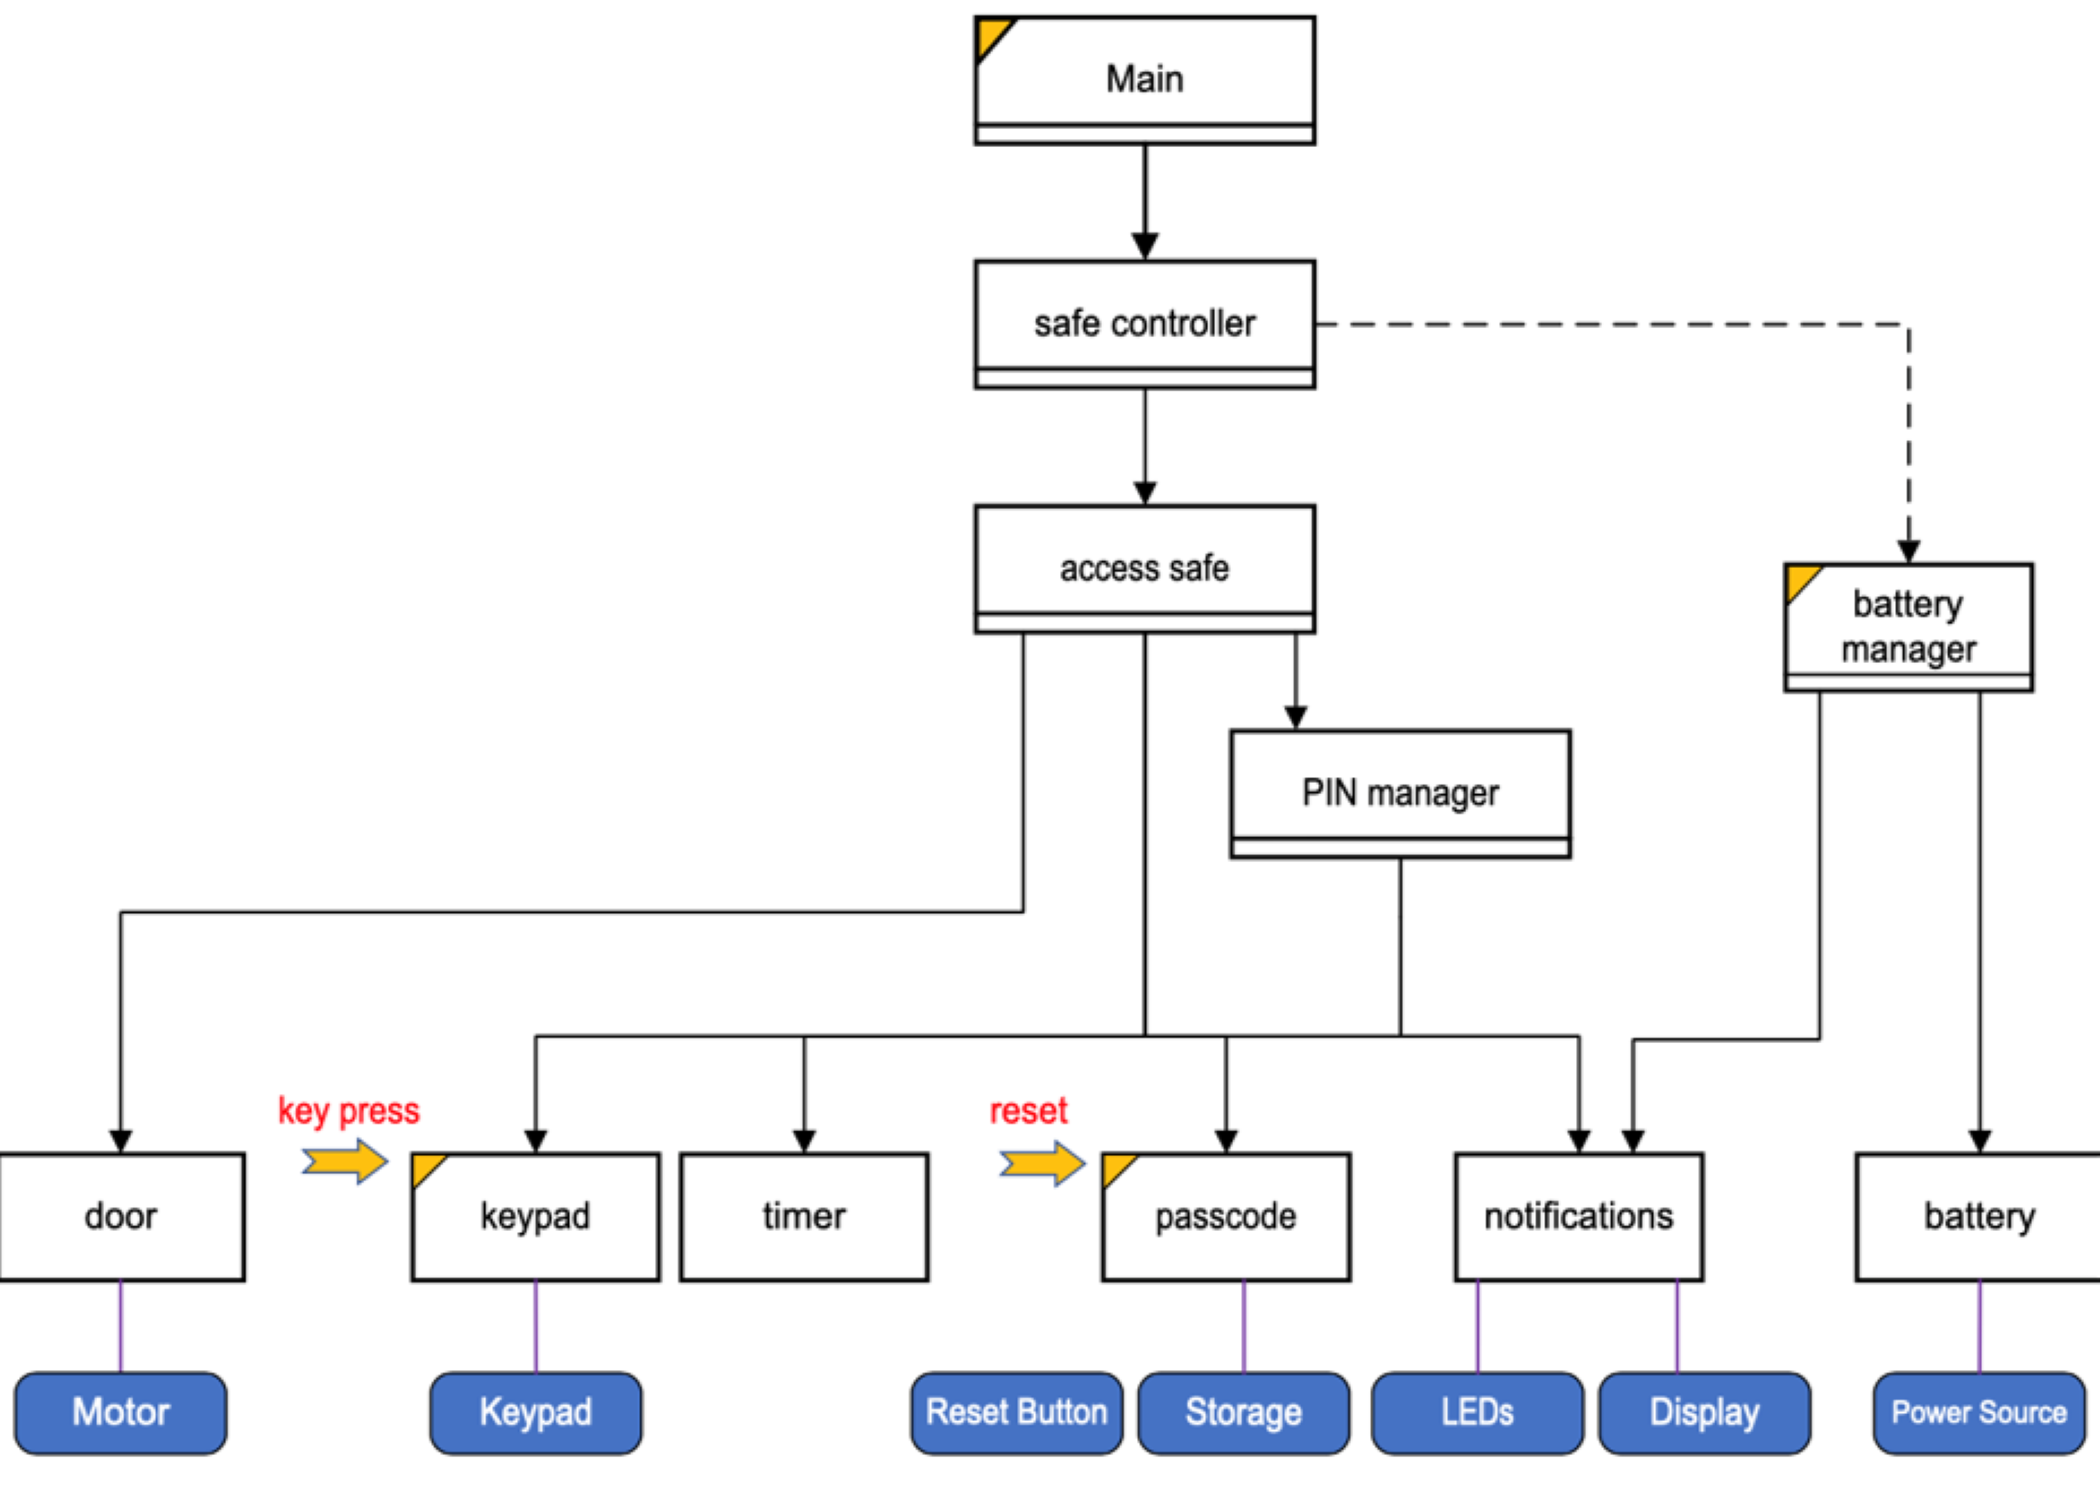 Main
safe controller
access safe
battery
manager
PIN manager
key press
reset
door
keypad
timer
passcode
notifications
battery
Motor
Keypad
Reset Button
Storage
LEDs
Display
Power Source